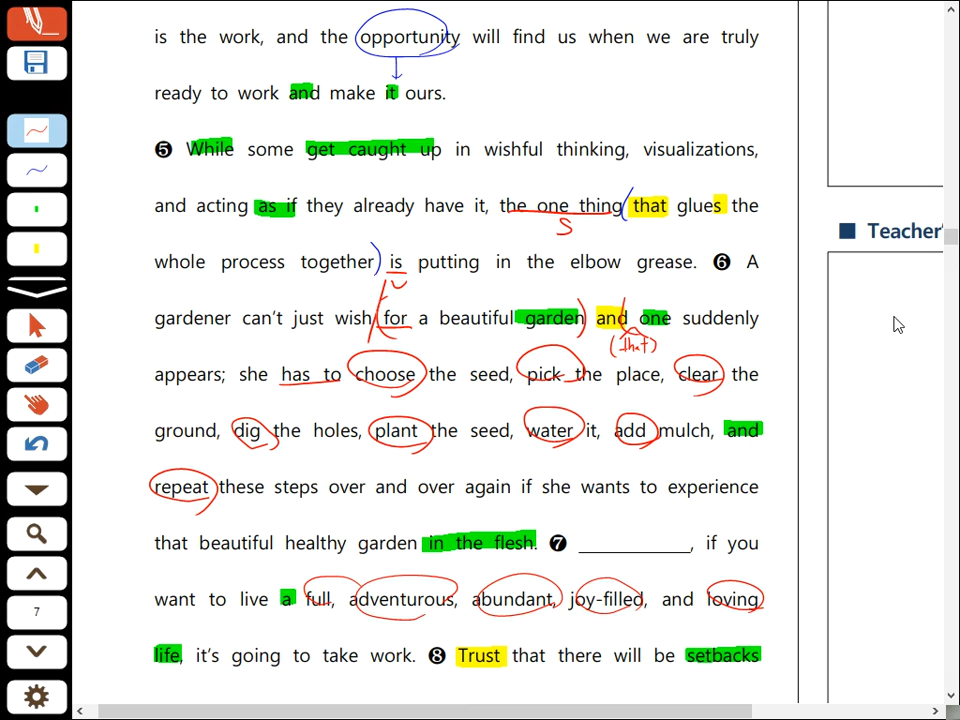 is the work, and the opportunity will find us when we are truly
ready to work and make it ours.
❺ While some get caught up in wishful thinking, visualizations,
and acting as if they already have it, the one thing (that glues the
S
whole process together) is putting in the elbow grease. ❻ A
V
gardener can't just wish (for a beautiful garden) and (one suddenly
(that)
appears; she has to choose the seed, pick the place, clear the
ground, dig the holes, plant the seed, water it, add mulch, and
repeat these steps over and over again if she wants to experience
that beautiful healthy garden in the flesh. ❼ ____________, if you
want to live a full, adventurous, abundant, joy-filled, and loving
life, it's going to take work. ❽ Trust that there will be setbacks
■ Teacher'
7